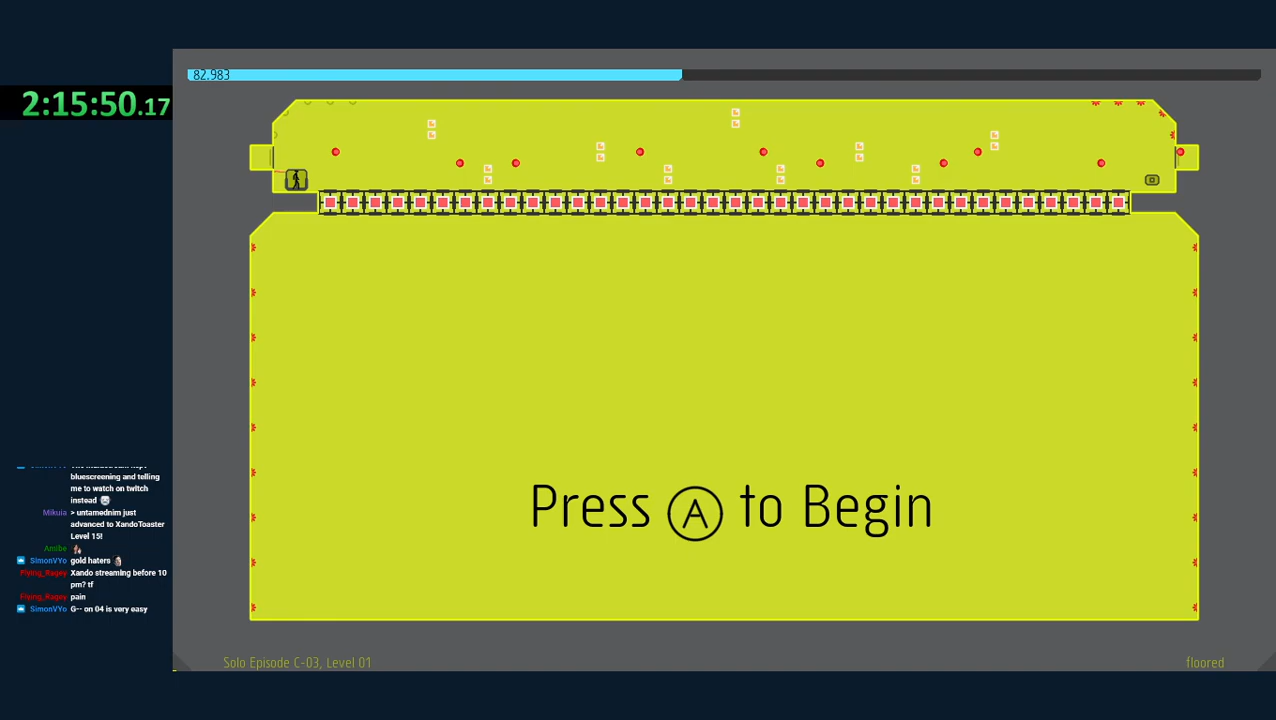 82.983
2:15:50.17
Press A to Begin
bluescreening and telling
me to watch on twitch
instead
Mikuia > untamednim just
advanced to XandoToaster
Level 15!
Amibe
SimonVYo gold haters
Flying_Ragey Xando streaming before 10
pm? tf
Flying_Ragey pain
SimonVYo G-- on 04 is very easy
Solo Episode C-03, Level 01
floored